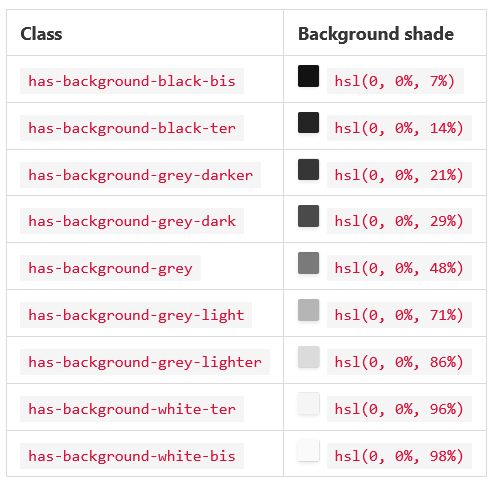 Class Background shade
has-background-black-bis hsl(0, 0%, 7%)
has-background-black-ter hsl(0, 0%, 14%)
has-background-grey-darker hsl(0, 0%, 21%)
has-background-grey-dark hsl(0, 0%, 29%)
has-background-grey hsl(0, 0%, 48%)
has-background-grey-light hsl(0, 0%, 71%)
has-background-grey-lighter hsl(0, 0%, 86%)
has-background-white-ter hsl(0, 0%, 96%)
has-background-white-bis hsl(0, 0%, 98%)